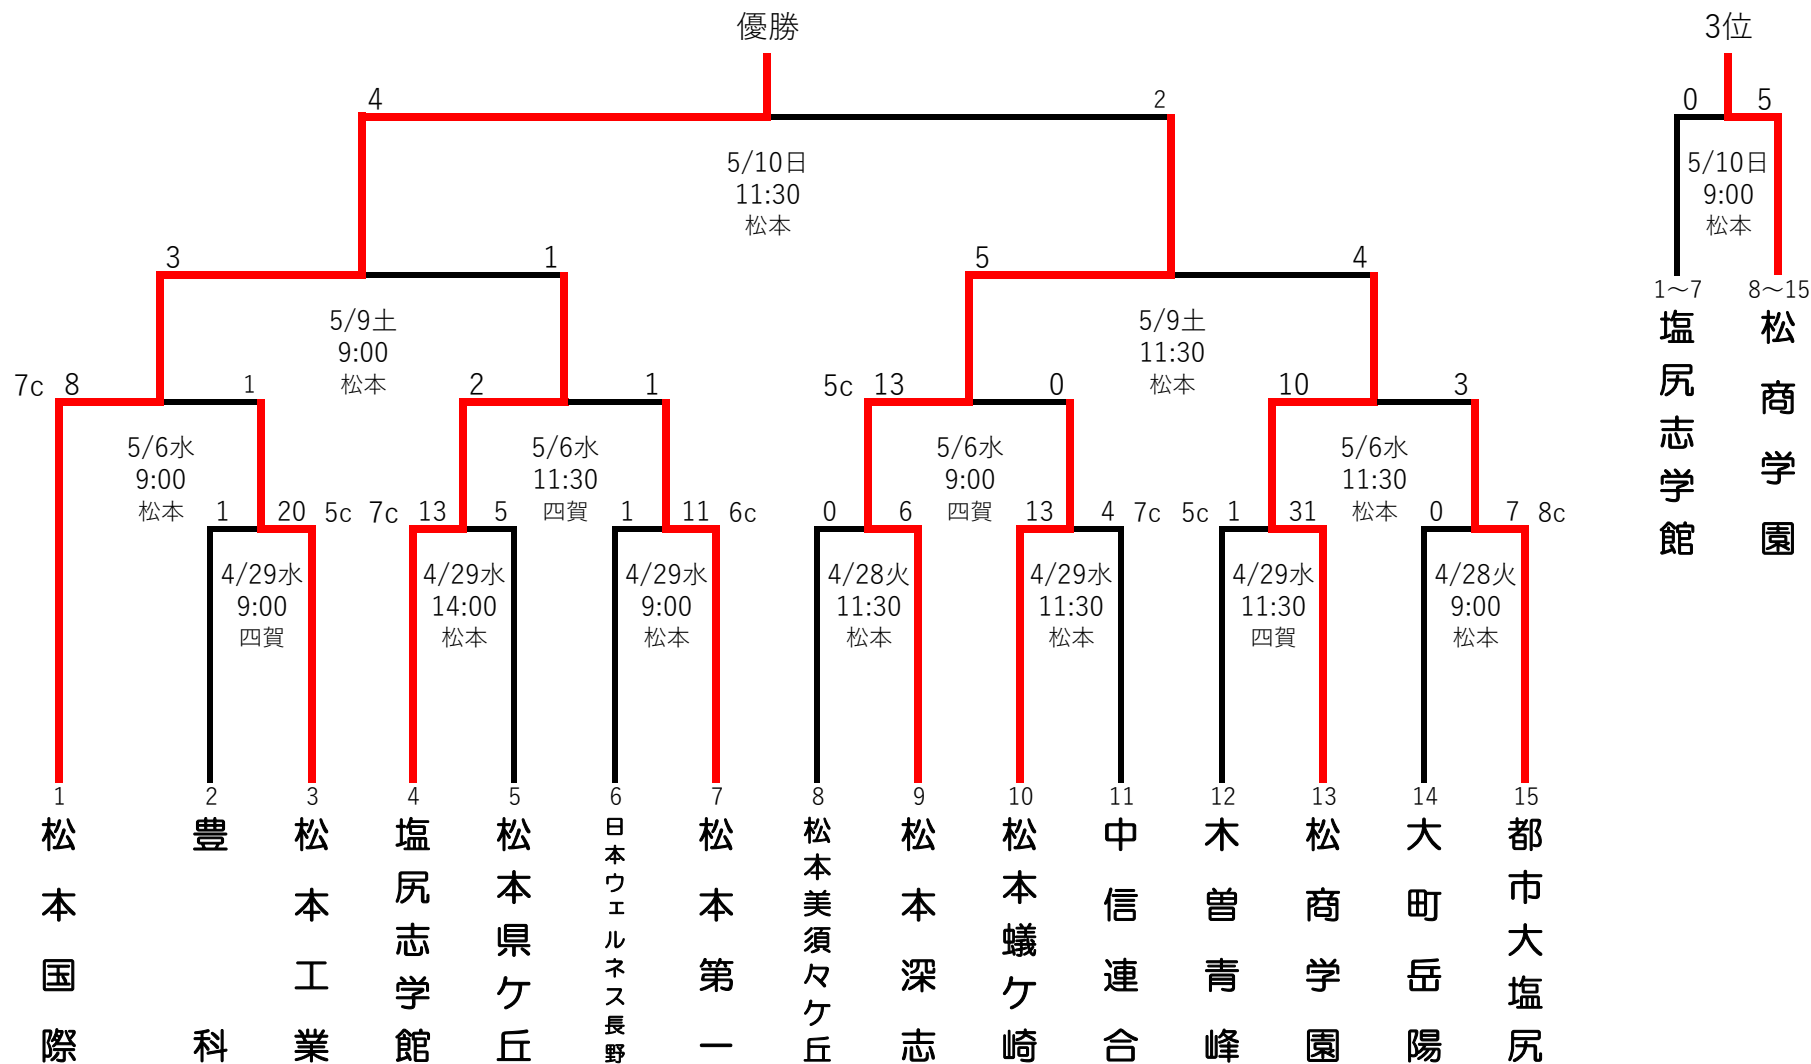 優勝
3位
4
2
0
5
5/10日
11:30
松本
5/10日
9:00
松本
3
1
5
4
1～7
8～15
塩尻志学館
松商学園
5/9土
9:00
松本
5/9土
11:30
松本
7c
8
1
2
1
5c
13
0
10
3
5/6水
9:00
松本
5/6水
11:30
四賀
5/6水
9:00
四賀
5/6水
11:30
松本
1
20
5c
7c
13
5
1
11
6c
0
6
13
4
7c
5c
1
31
0
7
8c
4/29水
9:00
四賀
4/29水
14:00
松本
4/29水
9:00
松本
4/28火
11:30
松本
4/29水
11:30
松本
4/29水
11:30
四賀
4/28火
9:00
松本
1
2
3
4
5
6
7
8
9
10
11
12
13
14
15
松本国際
豊科
松本工業
塩尻志学館
松本県ケ丘
日本ウェルネス長野
松本第一
松本美須々ケ丘
松本深志
松本蟻ケ崎
中信連合
木曽青峰
松商学園
大町岳陽
都市大塩尻